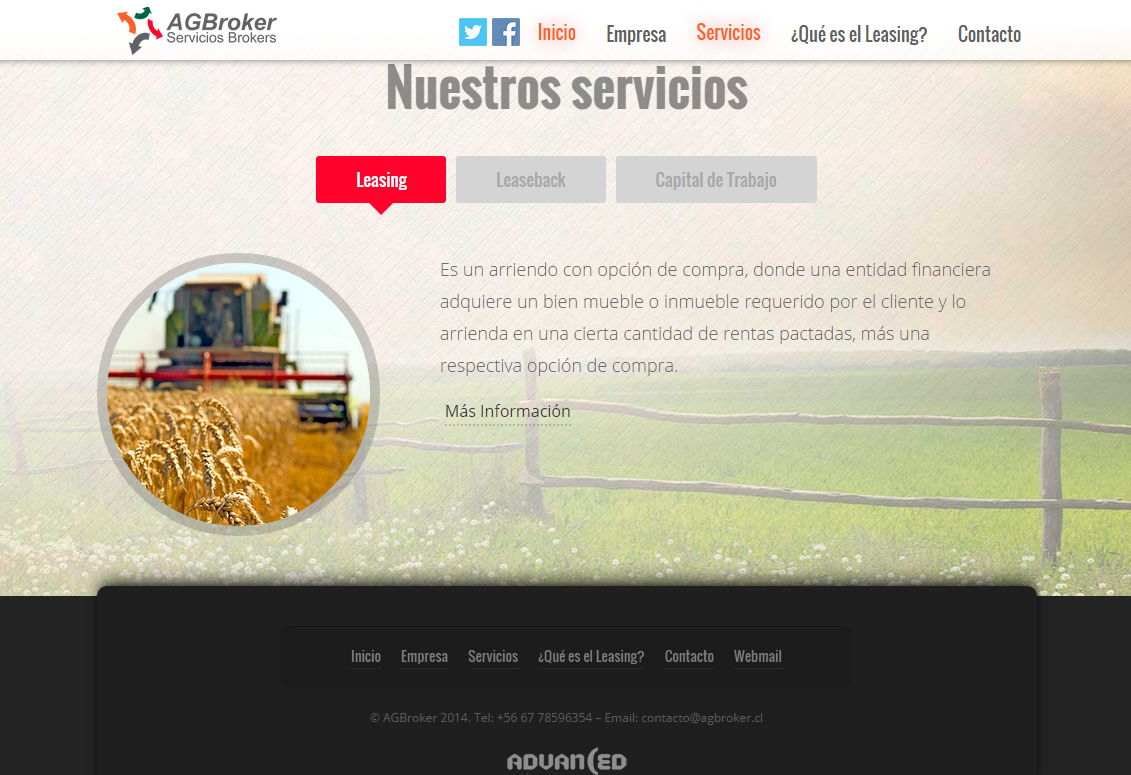 AGBroker
Servicios Brokers
Inicio
Empresa
Servicios
¿Qué es el Leasing?
Contacto
Nuestros servicios
Leasing
Leaseback
Capital de Trabajo
Es un arriendo con opción de compra, donde una entidad financiera
adquiere un bien mueble o inmueble requerido por el cliente y lo
arrienda en una cierta cantidad de rentas pactadas, más una
respectiva opción de compra.
Más Información
Inicio
Empresa
Servicios
¿Qué es el Leasing?
Contacto
Webmail
© AGBroker 2014. Tel: +56 67 78596354 – Email: contacto@agbroker.cl
ADVANCED